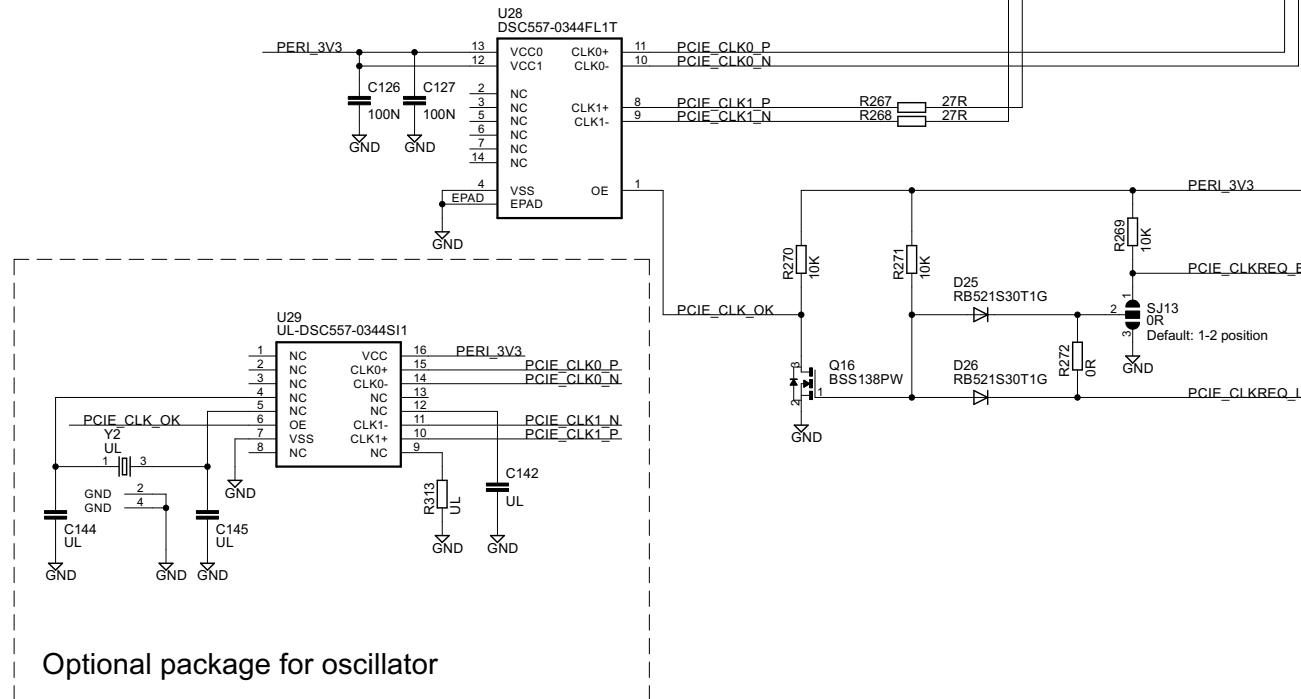 U28
DSC557-0344FL1T
PERI_3V3
13 VCC0 CLK0+ 11 PCIE_CLK0_P
12 VCC1 CLK0- 10 PCIE_CLK0_N
C126 C127
100N 100N
GND GND
2 NC
3 NC CLK1+ 8 PCIE_CLK1_P R267 27R
5 NC CLK1- 9 PCIE_CLK1_N R268 27R
6 NC
7 NC
14 NC
4 VSS OE 1
EPAD EPAD
GND
PERI_3V3
R270 10K
R271 10K
R269 10K
PCIE_CLKREQ_
D25
RB521S30T1G
PCIE_CLK_OK
1
2 SJ13
0R
3 Default: 1-2 position
GND
R272 0R
3 Q16
BSS138PW
2 1
GND
D26
RB521S30T1G
PCIE_CLKREQ_
U29
UL-DSC557-0344SI1
1 NC VCC 16 PERI_3V3
2 NC CLK0+ 15 PCIE_CLK0_P
3 NC CLK0- 14 PCIE_CLK0_N
4 NC NC 13
5 NC NC 12
PCIE_CLK_OK 6 OE CLK1- 11 PCIE_CLK1_N
7 VSS CLK1+ 10 PCIE_CLK1_P
8 NC NC 9
Y2
UL
1 3
GND 2
GND 4
GND
C144
UL
C145
UL
R313 UL
C142
UL
GND GND GND
GND GND
Optional package for oscillator